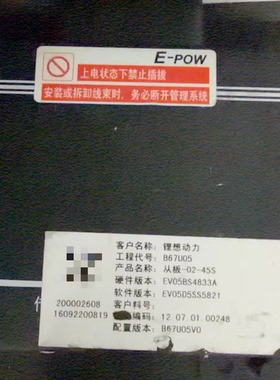 E-POW
上电状态下禁止插拔
安装或拆卸线束时，务必断开管理系统
客户名称: 锂想动力
工程代号: B67U05
产品名称: 从板-02-45S
硬件版本: EV05BS4833A
软件版本: EV05D5SS5821
客户料号:
编码: 12.07.01.00248
配置版本: B67U05V0
200002608
16092200819